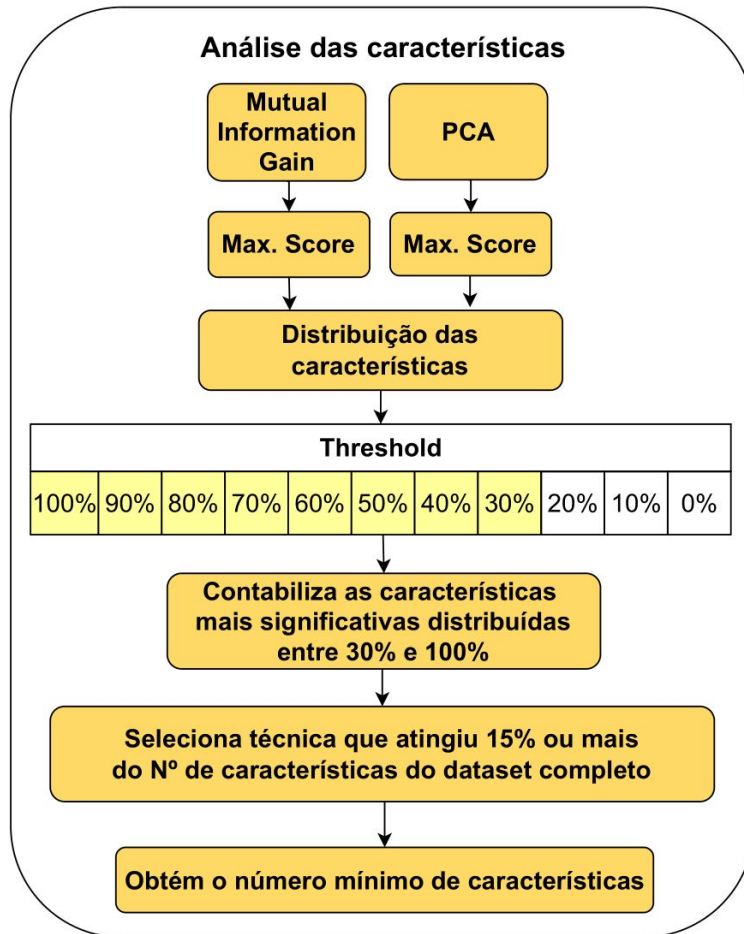 Análise das características
Mutual
Information
Gain
PCA
Max. Score
Max. Score
Distribuição das
características
Threshold
100% 90% 80% 70% 60% 50% 40% 30% 20% 10% 0%
Contabiliza as características
mais significativas distribuídas
entre 30% e 100%
Seleciona técnica que atingiu 15% ou mais
do Nº de características do dataset completo
Obtém o número mínimo de características